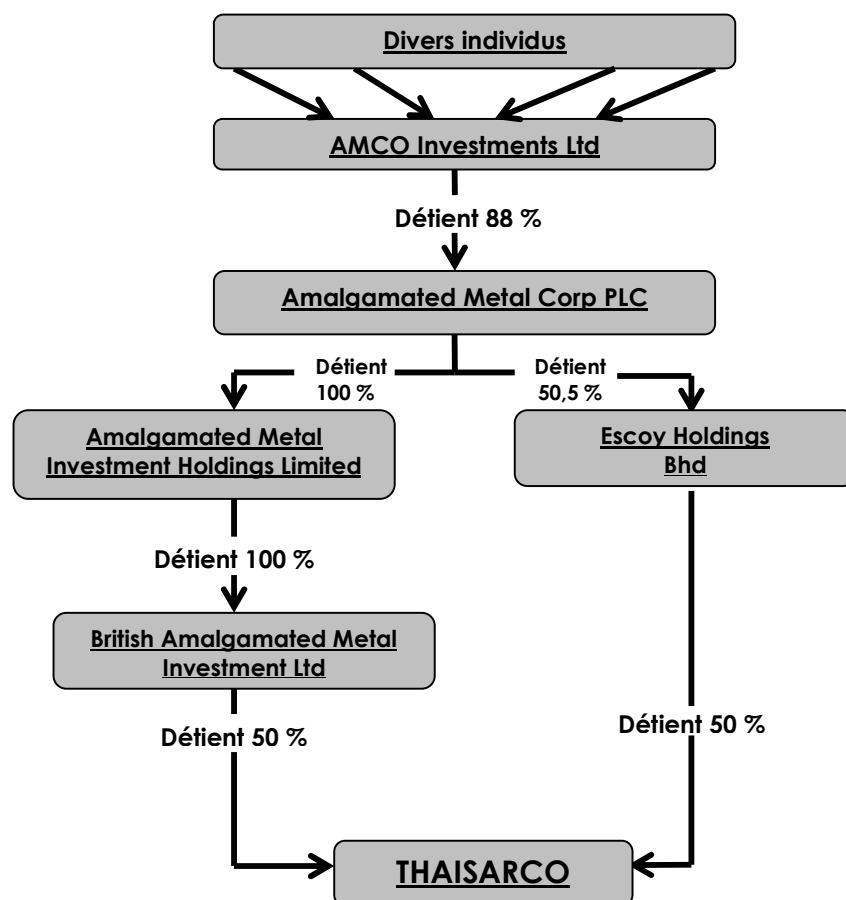 Divers individus
AMCO Investments Ltd
Détient 88 %
Amalgamated Metal Corp PLC
Détient
100 %
Détient
50,5 %
Amalgamated Metal
Investment Holdings Limited
Escoy Holdings
Bhd
Détient 100 %
British Amalgamated Metal
Investment Ltd
Détient 50 %
Détient 50 %
THAISARCO